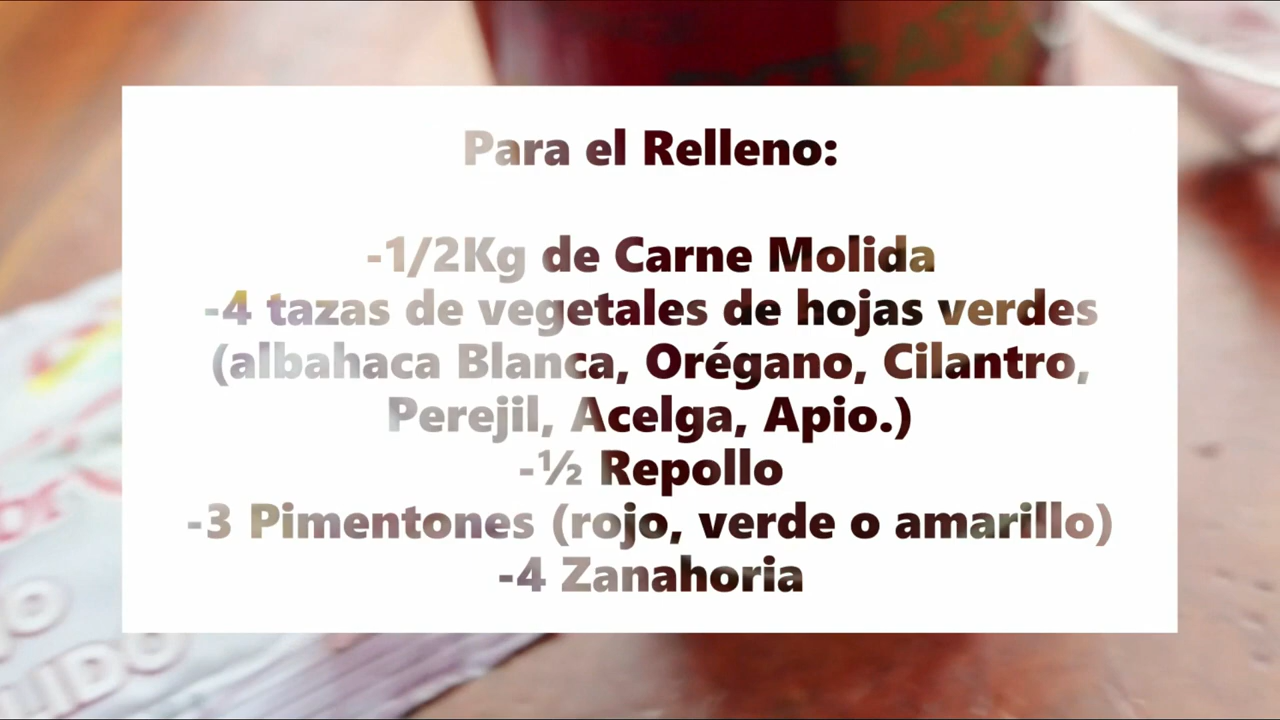 Para el Relleno:
-1/2Kg de Carne Molida
-4 tazas de vegetales de hojas verdes
(albahaca Blanca, Orégano, Cilantro,
Perejil, Acelga, Apio.)
-½ Repollo
-3 Pimentones (rojo, verde o amarillo)
-4 Zanahoria